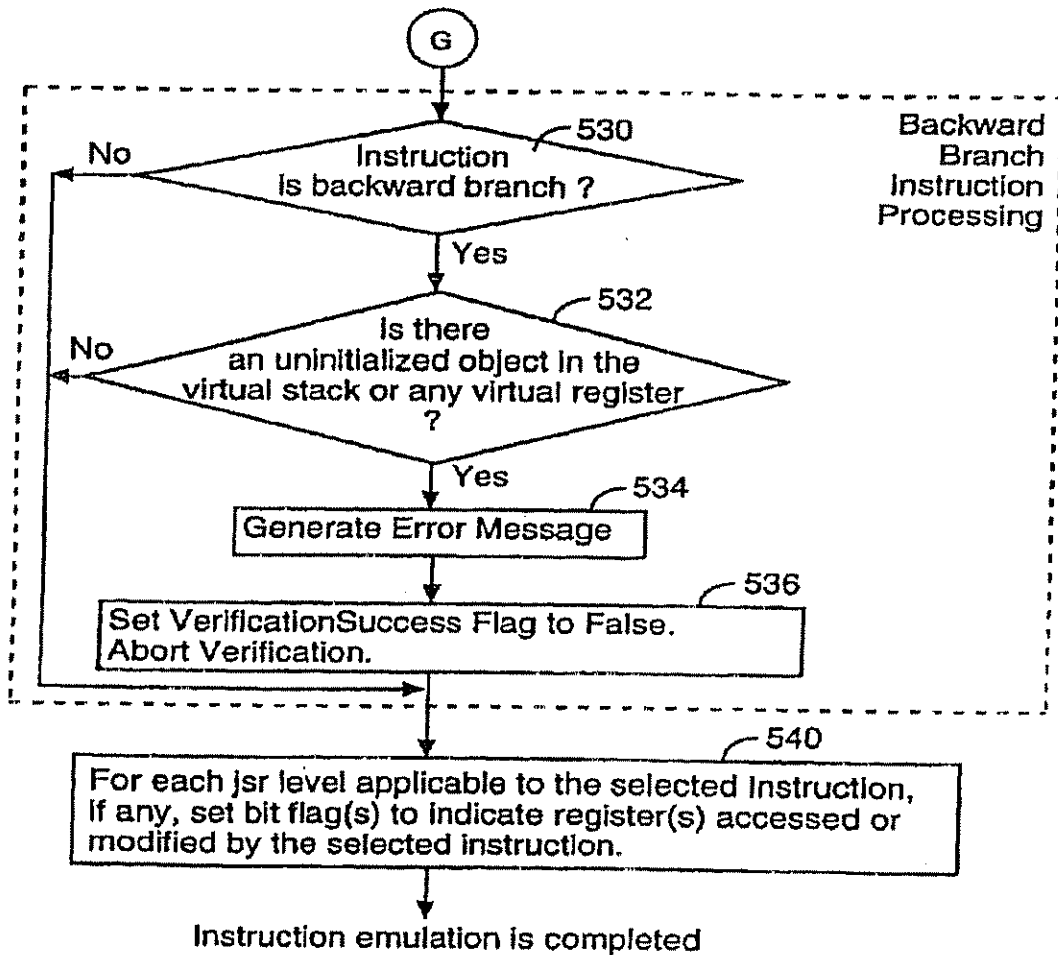 G
530
Backward
Branch
Instruction
Processing
No
Instruction
is backward branch ?
Yes
532
No
Is there
an uninitialized object in the
virtual stack or any virtual register
?
Yes
534
Generate Error Message
536
Set VerificationSuccess Flag to False.
Abort Verification.
540
For each jsr level applicable to the selected instruction,
if any, set bit flag(s) to indicate register(s) accessed or
modified by the selected instruction.
Instruction emulation is completed